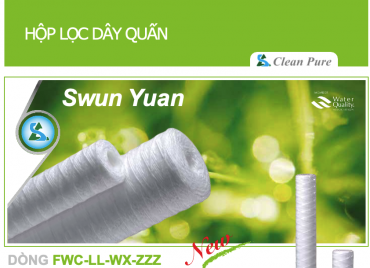 HỘP LỌC DÂY QUẤN
Clean Pure
Swun Yuan
Water
Quality
DÒNG FWC-LL-WX-ZZZ
New